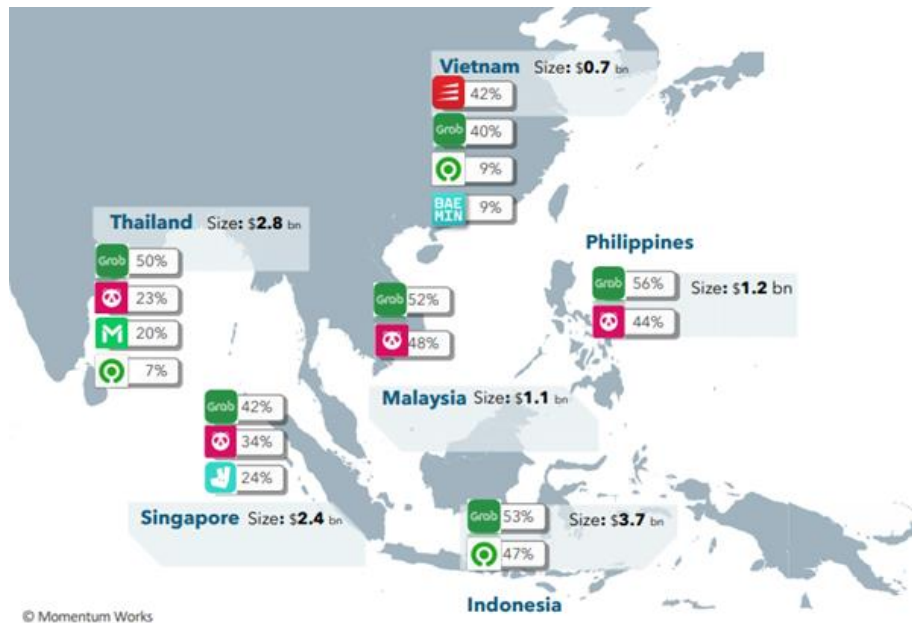 Vietnam Size: $0.7 bn
42%
Grab 40%
9%
BAE
MIN 9%
Thailand Size: $2.8 bn
Grab 50%
23%
20%
7%
Philippines
Grab 56% Size: $1.2 bn
44%
Grab 52%
48%
Malaysia Size: $1.1 bn
Grab 42%
34%
24%
Singapore Size: $2.4 bn
Grab 53% Size: $3.7 bn
47%
Indonesia
© Momentum Works